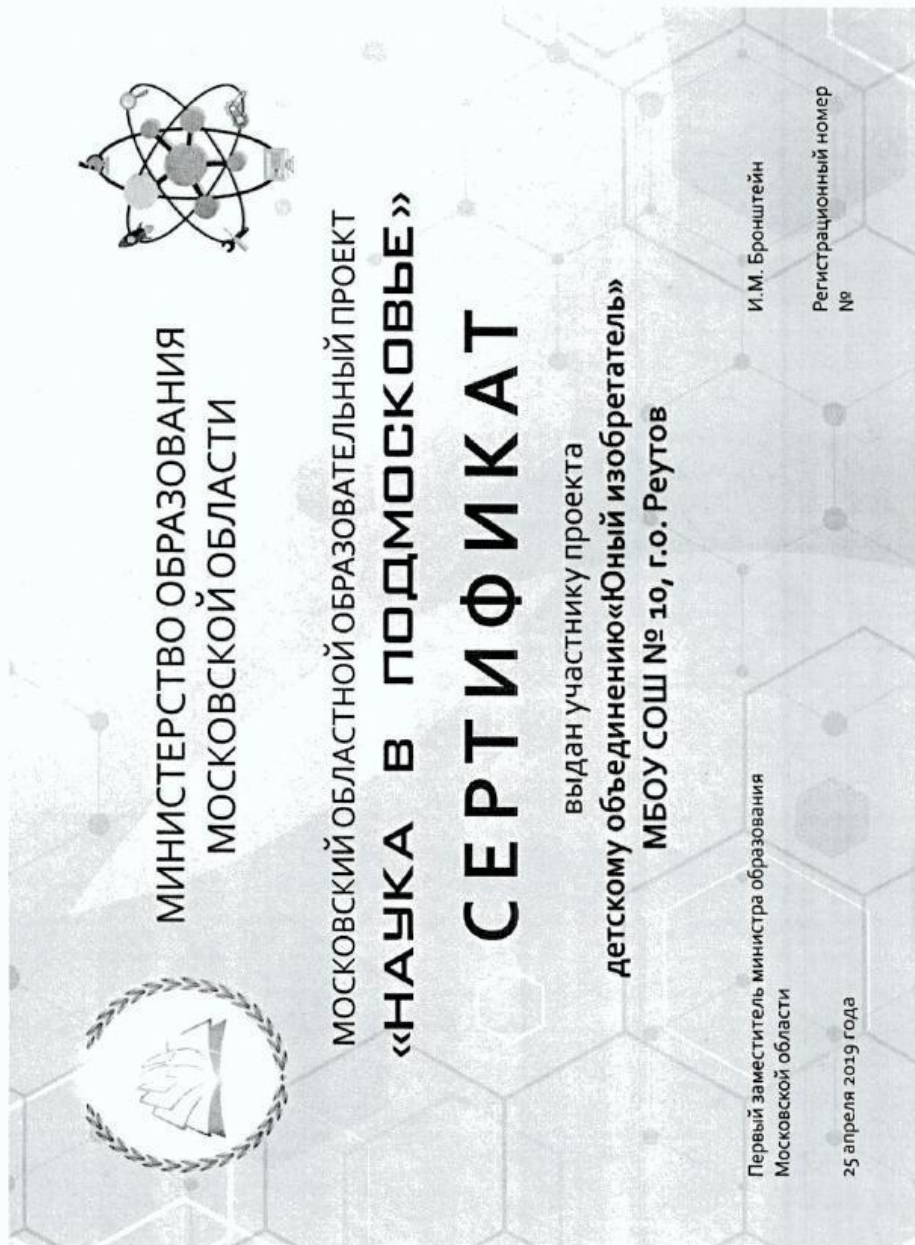 МИНИСТЕРСТВО ОБРАЗОВАНИЯ
МОСКОВСКОЙ ОБЛАСТИ
МОСКОВСКИЙ ОБЛАСТНОЙ ОБРАЗОВАТЕЛЬНЫЙ ПРОЕКТ
«НАУКА В ПОДМОСКОВЬЕ»
СЕРТИФИКАТ
выдан участнику проекта
детскому объединению«Юный изобретатель»
МБОУ СОШ № 10, г.о. Реутов
Первый заместитель министра образования
Московской области
И.М. Бронштейн
25 апреля 2019 года
Регистрационный номер
№